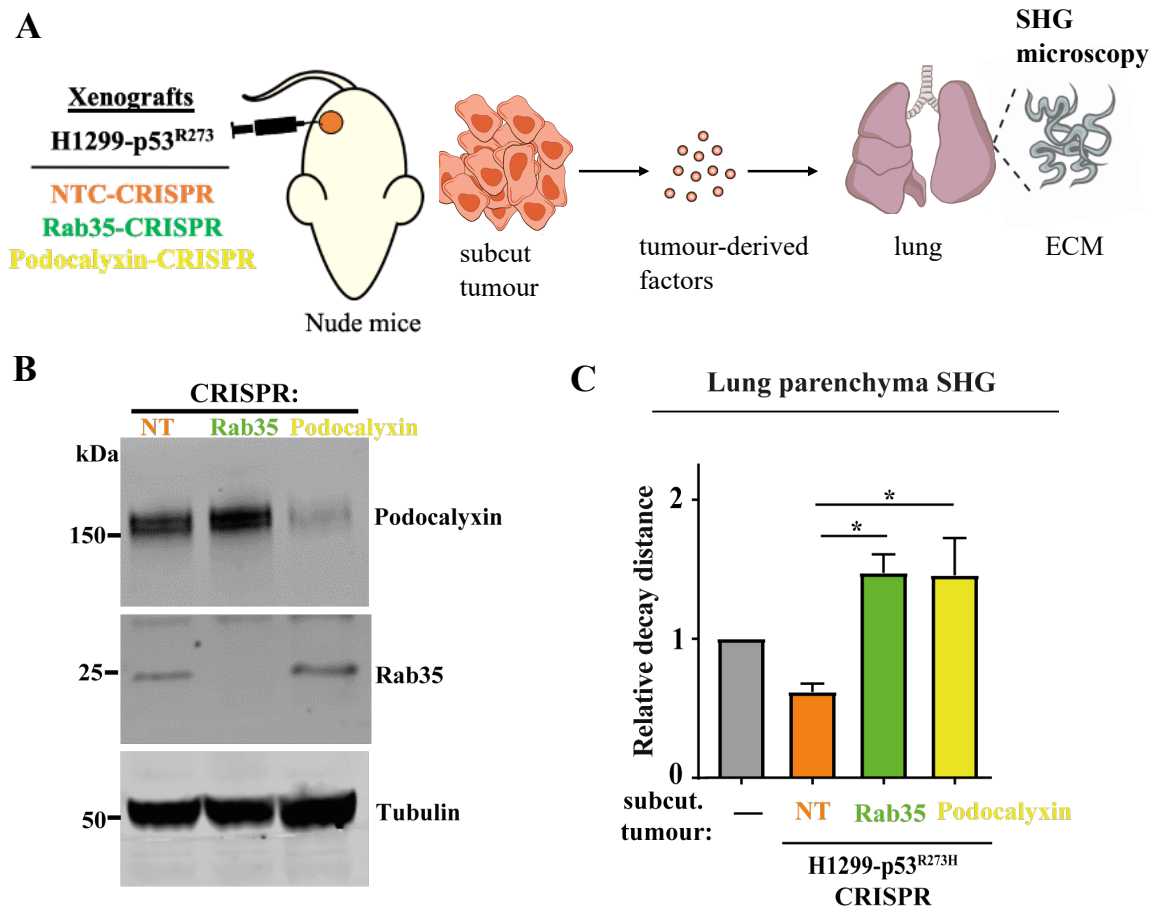 A
Xenografts
H1299-p53R273
NTC-CRISPR
Rab35-CRISPR
Podocalyxin-CRISPR
Nude mice
subcut
tumour
tumour-derived
factors
lung
SHG
microscopy
ECM
B
CRISPR:
NT Rab35 Podocalyxin
kDa
150
Podocalyxin
25
Rab35
50
Tubulin
C
Lung parenchyma SHG
Relative decay distance
2
1
0
*
*
subcut.
tumour:
— NT Rab35 Podocalyxin
H1299-p53R273H
CRISPR